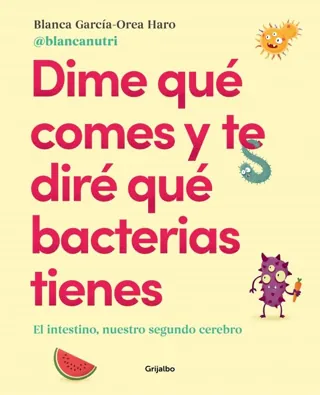 Blanca García-Orea Haro
@blancanutri
Dime qué
comes y te
diré qué
bacterias
tienes
El intestino, nuestro segundo cerebro
Grijalbo